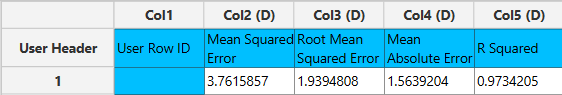 Col1 Col2 (D) Col3 (D) Col4 (D) Col5 (D)
User Header User Row ID Mean Squared Error Root Mean Squared Error Mean Absolute Error R Squared
1 3.7615857 1.9394808 1.5639204 0.9734205